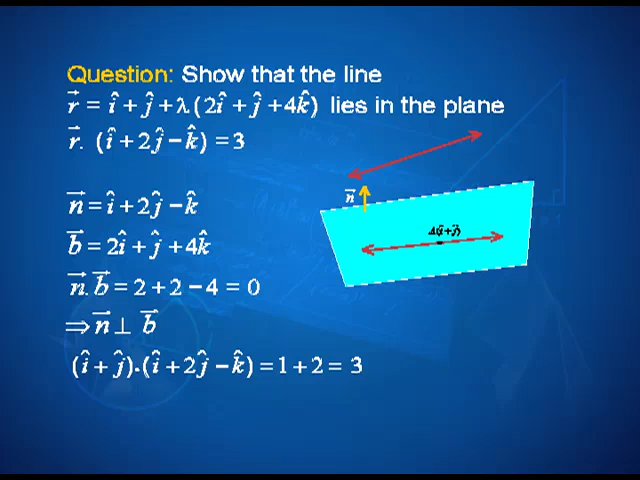 Question: Show that the line
r⃗ = î + ĵ + λ(2î + ĵ + 4k̂) lies in the plane
r⃗. (î + 2ĵ − k̂) = 3
n⃗ = î + 2ĵ − k̂
n⃗
b⃗ = 2î + ĵ + 4k̂
A(î + ĵ)
n⃗. b⃗ = 2 + 2 − 4 = 0
⇒ n⃗ ⊥ b⃗
(î + ĵ).(î + 2ĵ − k̂) = 1 + 2 = 3